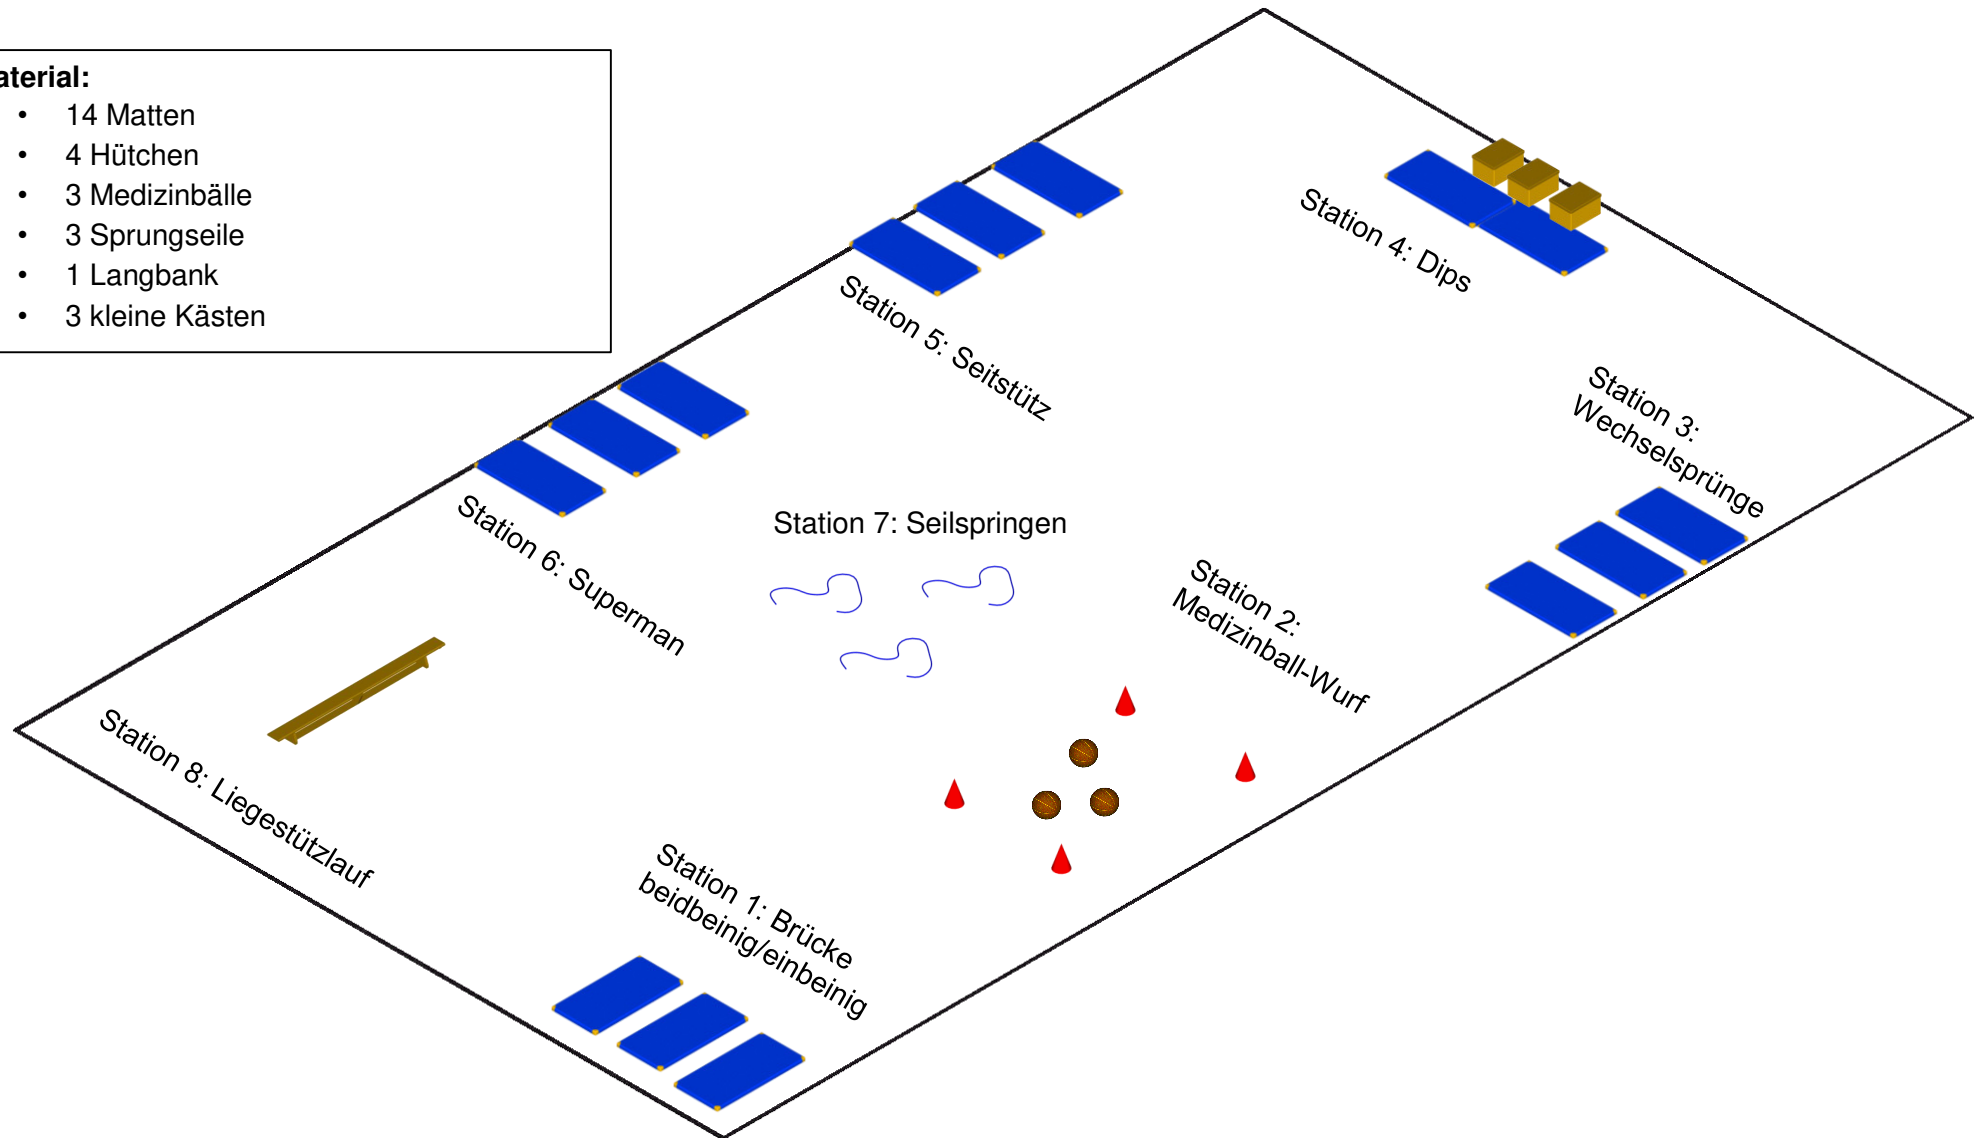 aterial:
• 14 Matten
• 4 Hütchen
• 3 Medizinbälle
• 3 Sprungseile
• 1 Langbank
• 3 kleine Kästen
Station 4: Dips
Station 5: Seitstütz
Station 3:
Wechselsprünge
Station 6: Superman
Station 7: Seilspringen
Station 2:
Medizinball-Wurf
Station 8: Liegestützlauf
Station 1: Brücke
beidbeinig/einbeinig